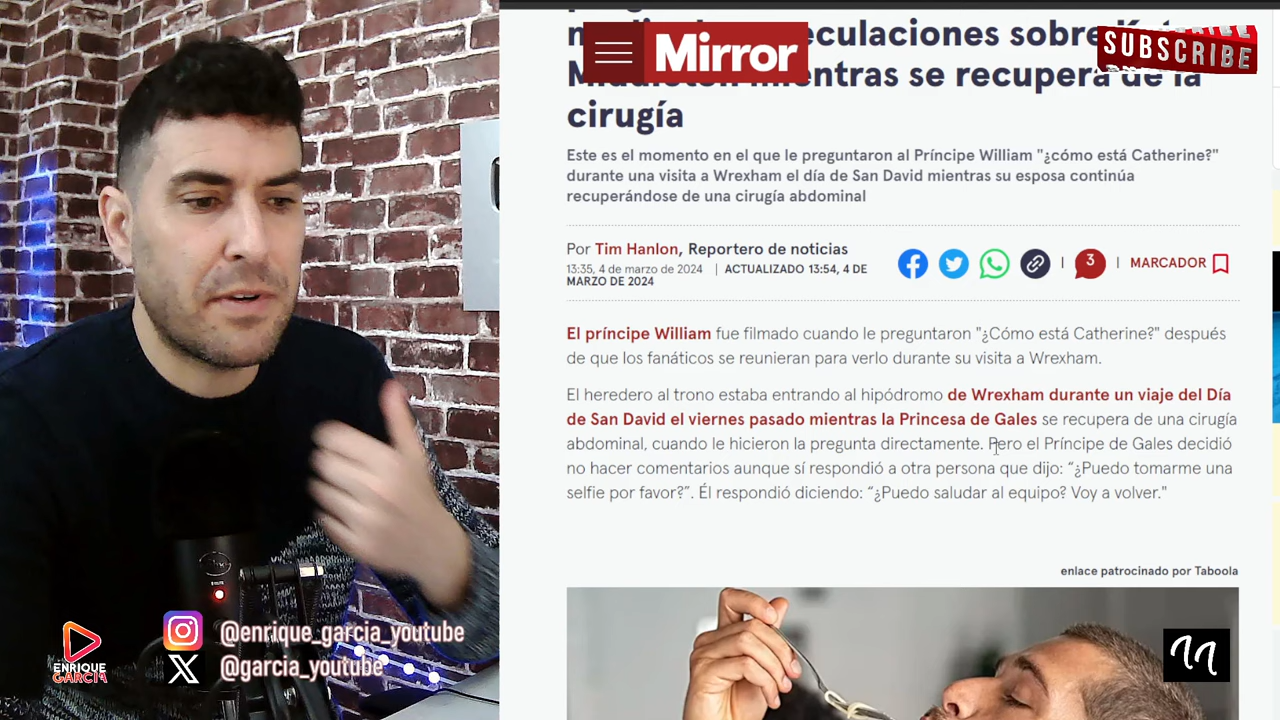 eculaciones sobre
Mirror
SUBSCRIBE
mientras se recupera de la
cirugía
Este es el momento en el que le preguntaron al Príncipe William "¿cómo está Catherine?"
durante una visita a Wrexham el día de San David mientras su esposa continúa
recuperándose de una cirugía abdominal
Por Tim Hanlon, Reportero de noticias
13:35, 4 de marzo de 2024 | ACTUALIZADO 13:54, 4 DE
MARZO DE 2024
3
MARCADOR
El príncipe William fue filmado cuando le preguntaron "¿Cómo está Catherine?" después
de que los fanáticos se reunieran para verlo durante su visita a Wrexham.
El heredero al trono estaba entrando al hipódromo de Wrexham durante un viaje del Día
de San David el viernes pasado mientras la Princesa de Gales se recupera de una cirugía
abdominal, cuando le hicieron la pregunta directamente. Pero el Príncipe de Gales decidió
no hacer comentarios aunque sí respondió a otra persona que dijo: “¿Puedo tomarme una
selfie por favor?”. Él respondió diciendo: “¿Puedo saludar al equipo? Voy a volver."
enlace patrocinado por Taboola
ENRIQUE
GARCIA
@enrique_garcia_youtube
@garcia_youtube